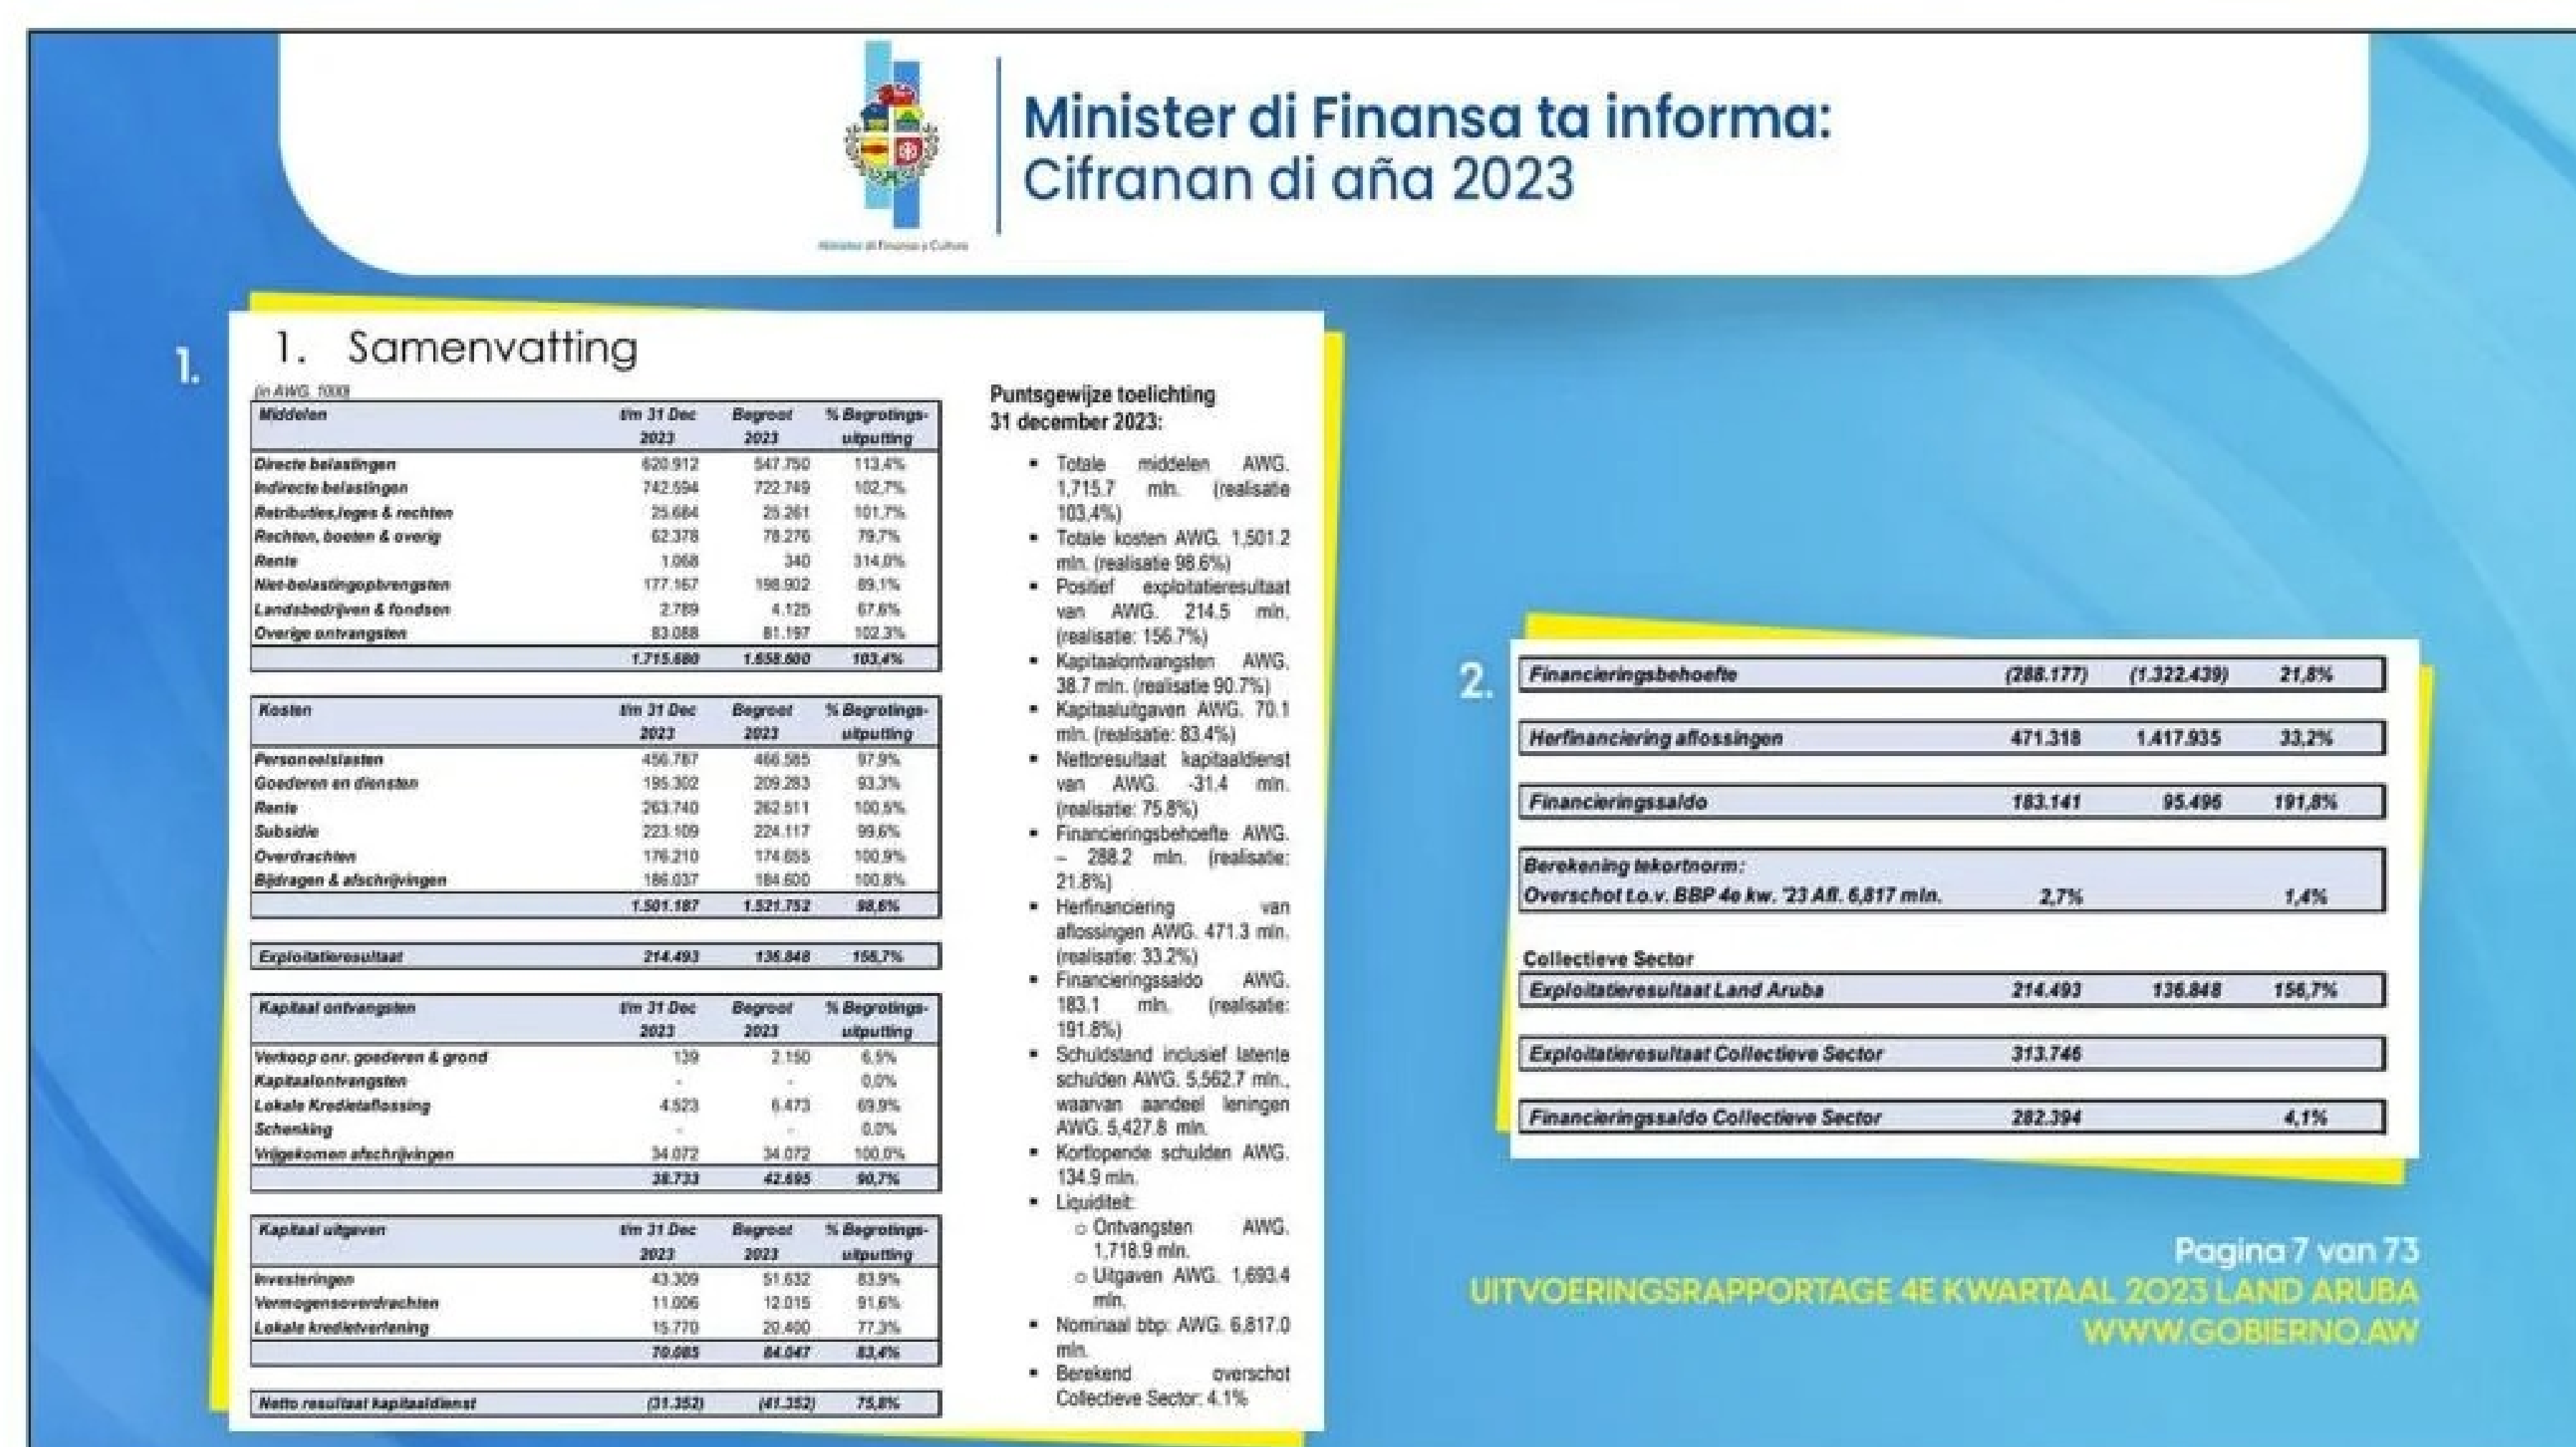 Minister di Finansa ta informa:
Cifranan di aña 2023
Minister di Finansa y Cultura
1.
1. Samenvatting
(in AWG. 1000)
Middelen t/m 31 Dec Begroot % Begrotings-
2023 2023 uitputting
Directe belastingen 620.912 547.750 113,4%
Indirecte belastingen 742.594 722.749 102,7%
Retributies,leges & rechten 25.684 25.261 101,7%
Rechten, boeten & overig 62.378 78.276 79,7%
Rente 1.068 340 314,0%
Niet-belastingopbrengsten 177.167 198.902 89,1%
Landsbedrijven & fondsen 2.789 4.125 67,6%
Overige ontvangsten 83.088 81.197 102,3%
1.715.680 1.658.600 103,4%
Kosten t/m 31 Dec Begroot % Begrotings-
2023 2023 uitputting
Personeelslasten 456.787 466.585 97,9%
Goederen en diensten 195.302 209.283 93,3%
Rente 263.740 262.511 100,5%
Subsidie 223.109 224.117 99,6%
Overdrachten 176.210 174.655 100,9%
Bijdragen & afschrijvingen 186.037 184.600 100,8%
1.501.187 1.521.752 98,6%
Exploitatieresultaat 214.493 136.848 156,7%
Kapitaal ontvangsten t/m 31 Dec Begroot % Begrotings-
2023 2023 uitputting
Verkoop onr. goederen & grond 139 2.150 6,5%
Kapitaalontvangsten - - 0,0%
Lokale Kredietaflossing 4.523 6.473 69,9%
Schenking - - 0,0%
Vrijgekomen afschrijvingen 34.072 34.072 100,0%
38.733 42.695 90,7%
Kapitaal uitgaven t/m 31 Dec Begroot % Begrotings-
2023 2023 uitputting
Investeringen 43.309 51.632 83,9%
Vermogensoverdrachten 11.006 12.015 91,6%
Lokale kredietverlening 15.770 20.400 77,3%
70.085 84.047 83,4%
Netto resultaat kapitaaldienst (31.352) (41.352) 75,8%
Puntsgewijze toelichting
31 december 2023:
▪ Totale middelen AWG.
1,715.7 mln. (realisatie
103.4%)
▪ Totale kosten AWG. 1,501.2
mln. (realisatie 98.6%)
▪ Positief exploitatieresultaat
van AWG. 214.5 mln.
(realisatie: 156.7%)
▪ Kapitaalontvangsten AWG.
38.7 mln. (realisatie 90.7%)
▪ Kapitaaluitgaven AWG. 70.1
mln. (realisatie: 83.4%)
▪ Nettoresultaat kapitaaldienst
van AWG. -31.4 mln.
(realisatie: 75.8%)
▪ Financieringsbehoefte AWG.
– 288.2 mln. (realisatie:
21.8%)
▪ Herfinanciering van
aflossingen AWG. 471.3 mln.
(realisatie: 33.2%)
▪ Financieringssaldo AWG.
183.1 mln. (realisatie:
191.8%)
▪ Schuldstand inclusief latente
schulden AWG. 5,562.7 mln.,
waarvan aandeel leningen
AWG. 5,427.8 mln.
▪ Kortlopende schulden AWG.
134.9 mln.
▪ Liquiditeit:
o Ontvangsten AWG.
1,718.9 mln.
o Uitgaven AWG. 1,693.4
mln.
▪ Nominaal bbp: AWG. 6,817.0
mln.
▪ Berekend overschot
Collectieve Sector: 4.1%
2.
Financieringsbehoefte (288.177) (1.322.439) 21,8%
Herfinanciering aflossingen 471.318 1.417.935 33,2%
Financieringssaldo 183.141 95.496 191,8%
Berekening tekortnorm:
Overschot t.o.v. BBP 4e kw. '23 Afl. 6,817 mln. 2,7% 1,4%
Collectieve Sector
Exploitatieresultaat Land Aruba 214.493 136.848 156,7%
Exploitatieresultaat Collectieve Sector 313.746
Financieringssaldo Collectieve Sector 282.394 4,1%
Pagina 7 van 73
UITVOERINGSRAPPORTAGE 4E KWARTAAL 2023 LAND ARUBA
WWW.GOBIERNO.AW